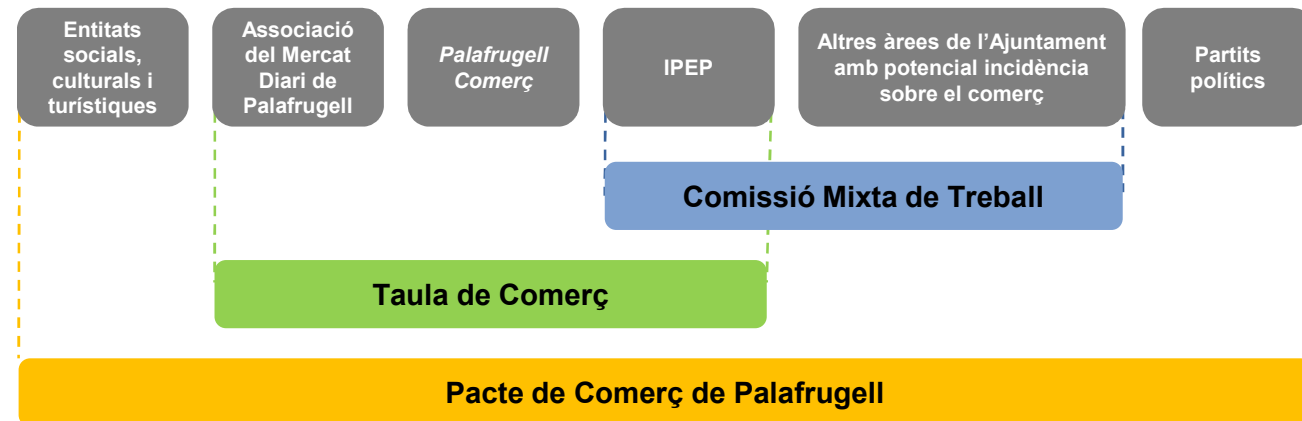 Entitats
socials,
culturals i
turístiques
Associació
del Mercat
Diari de
Palafrugell
Palafrugell
Comerç
IPEP
Altres àrees de l’Ajuntament
amb potencial incidència
sobre el comerç
Partits
polítics
Comissió Mixta de Treball
Taula de Comerç
Pacte de Comerç de Palafrugell